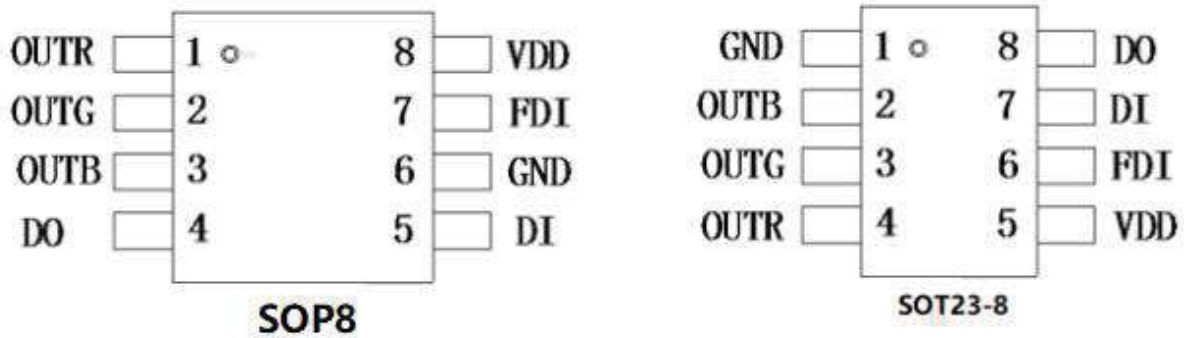 OUTR 1 8 VDD
OUTG 2 7 FDI
OUTB 3 6 GND
DO 4 5 DI
SOP8
GND 1 8 DO
OUTB 2 7 DI
OUTG 3 6 FDI
OUTR 4 5 VDD
SOT23-8